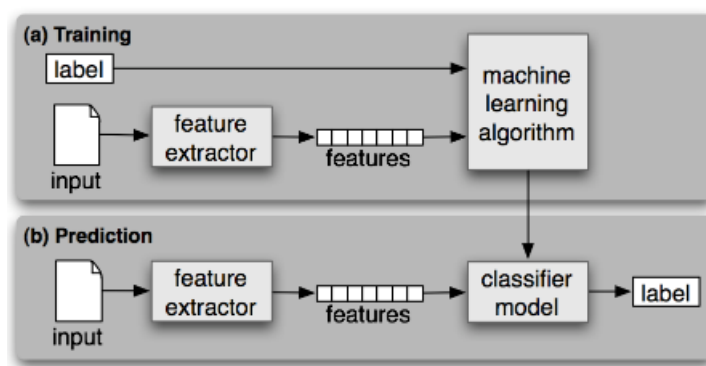 (a) Training
label
machine
learning
algorithm
feature
extractor
features
input
(b) Prediction
feature
extractor
features
input
classifier
model
label